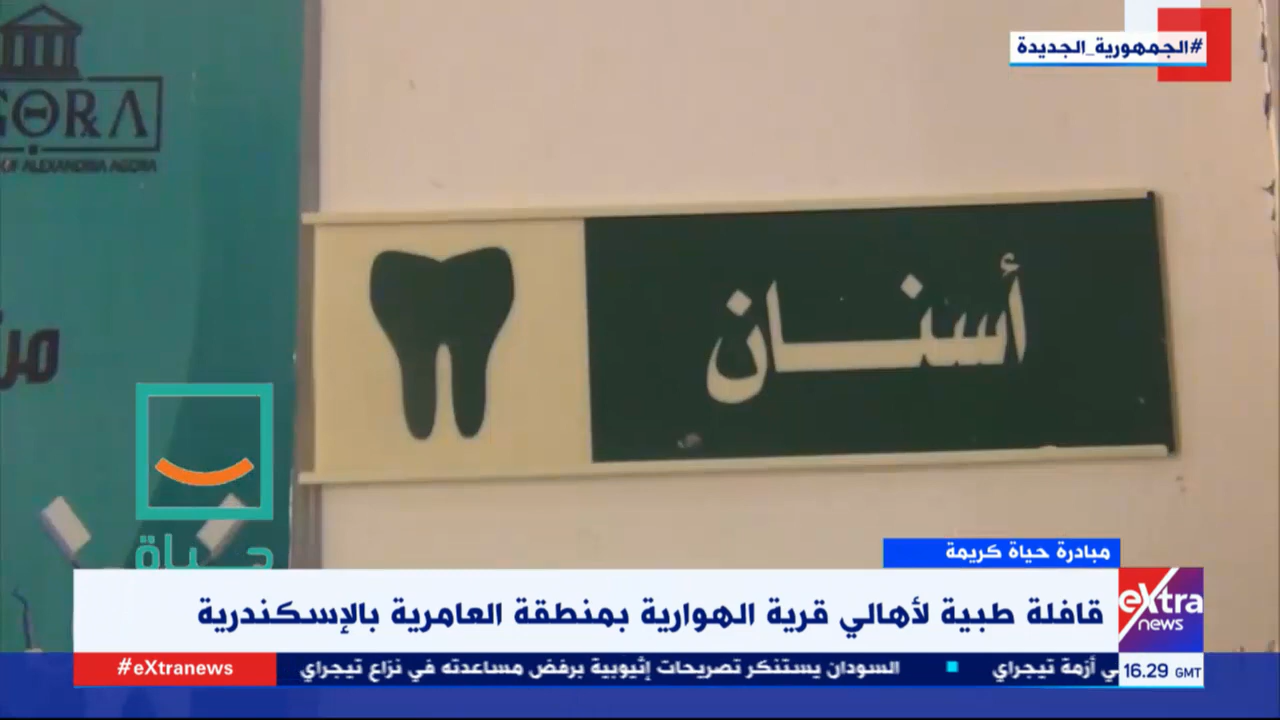 #الجمهورية_الجديدة
GORA
OF ALEXANDRIA AGORA
أسنان
حياة
مبادرة حياة كريمة
قافلة طبية لأهالي قرية الهوارية بمنطقة العامرية بالإسكندرية
eXtra
news
#eXtranews
ي أزمة تيجراي
السودان يستنكر تصريحات إثيوبية برفض مساعدته في نزاع تيجراي
16.29 GMT